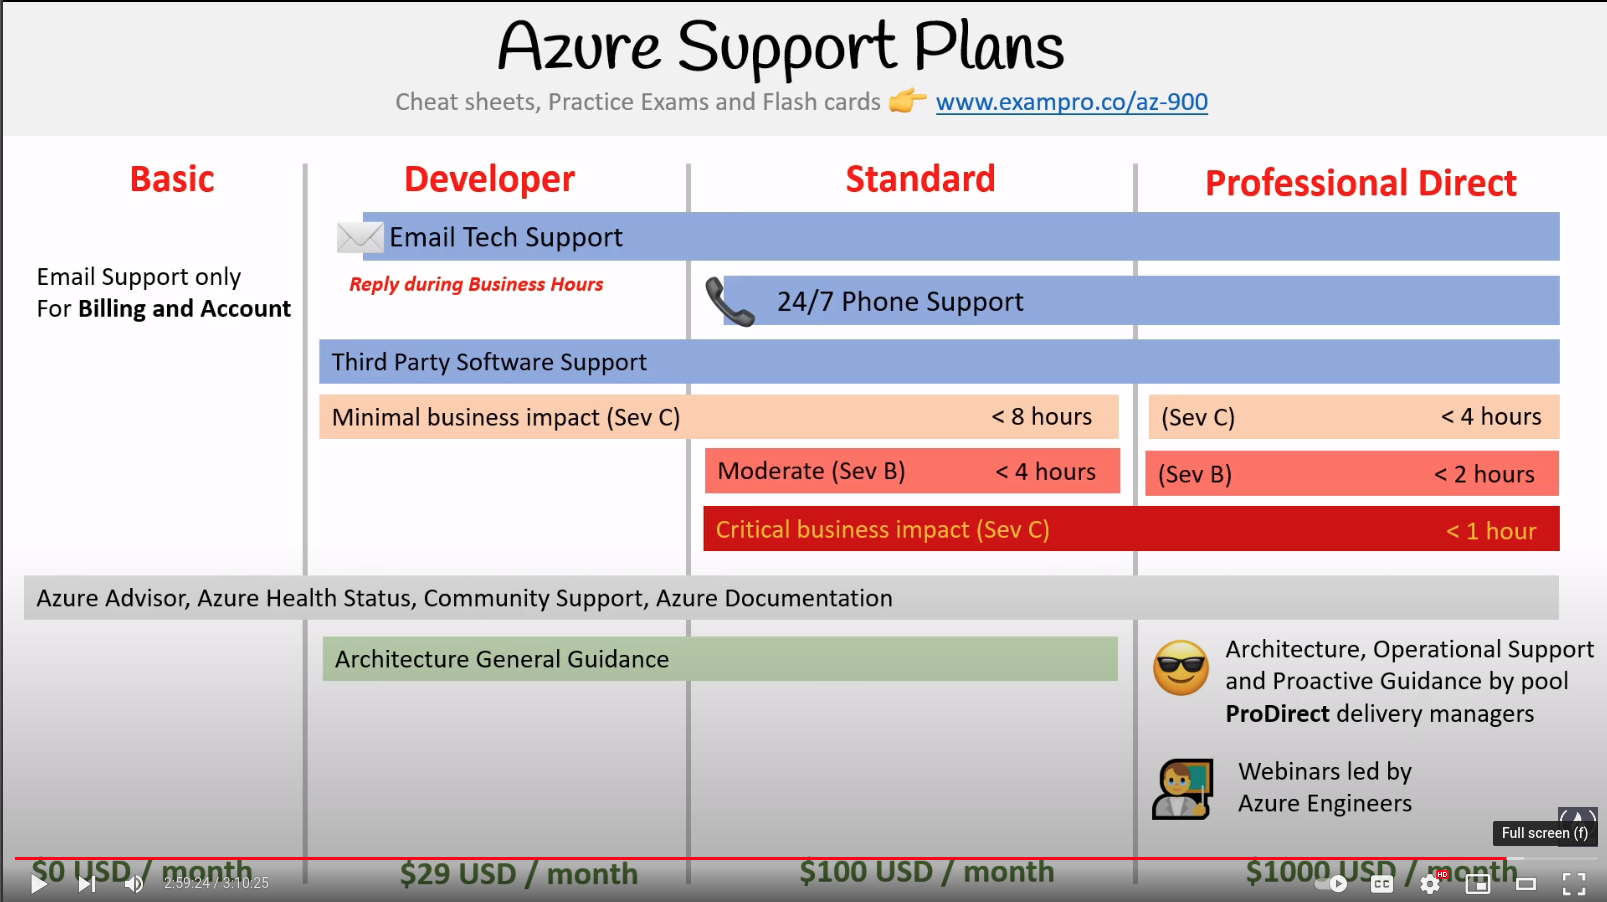 Azure Support Plans
Cheat sheets, Practice Exams and Flash cards 👉 www.exampro.co/az-900
Basic
Developer
Standard
Professional Direct
Email Tech Support
Email Support only
For Billing and Account
Reply during Business Hours
24/7 Phone Support
Third Party Software Support
Minimal business impact (Sev C) < 8 hours
(Sev C) < 4 hours
Moderate (Sev B) < 4 hours
(Sev B) < 2 hours
Critical business impact (Sev C) < 1 hour
Azure Advisor, Azure Health Status, Community Support, Azure Documentation
Architecture General Guidance
Architecture, Operational Support
and Proactive Guidance by pool
ProDirect delivery managers
Webinars led by
Azure Engineers
Full screen (f)
$0 USD / month
$29 USD / month
$100 USD / month
$1000 USD / month
2:59:24 / 3:10:25
CC
HD